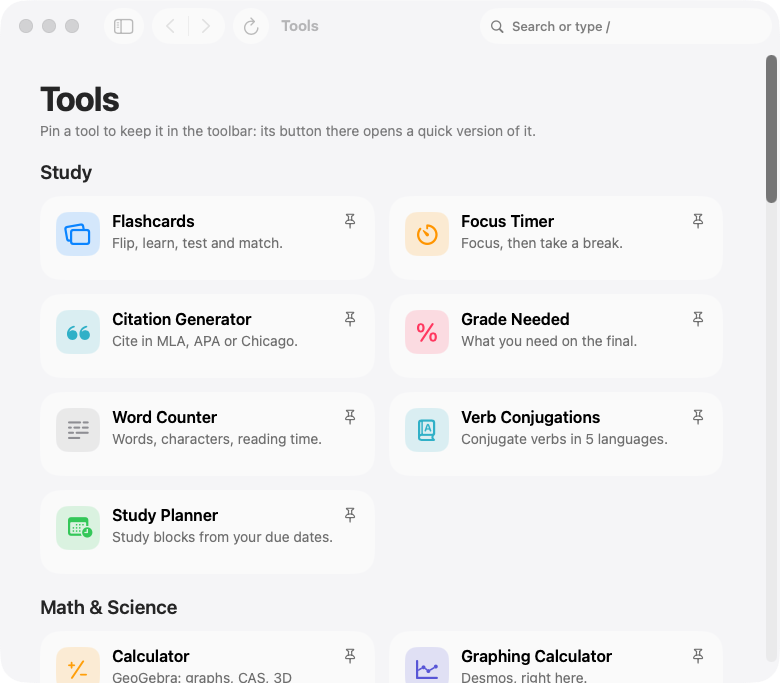 Tools
Search or type /
Tools
Pin a tool to keep it in the toolbar: its button there opens a quick version of it.
Study
Flashcards
Flip, learn, test and match.
Focus Timer
Focus, then take a break.
Citation Generator
Cite in MLA, APA or Chicago.
Grade Needed
What you need on the final.
Word Counter
Words, characters, reading time.
Verb Conjugations
Conjugate verbs in 5 languages.
Study Planner
Study blocks from your due dates.
Math & Science
Calculator
GeoGebra: graphs, CAS, 3D
Graphing Calculator
Desmos, right here.